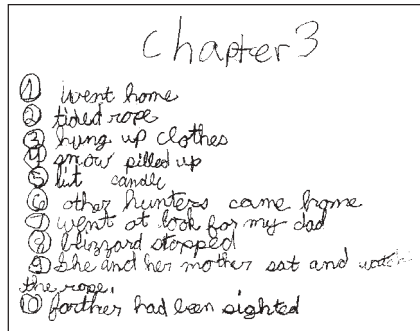 Chapter 3
① went home
② tided rope
③ hung up clothes
④ snow pilled up
⑤ lit candle
⑥ other hunters came home
⑦ went at look for my dad
⑧ blizzard stopped
⑨ She and her mother sat and watch
the rope.
⑩ farther had been sighted